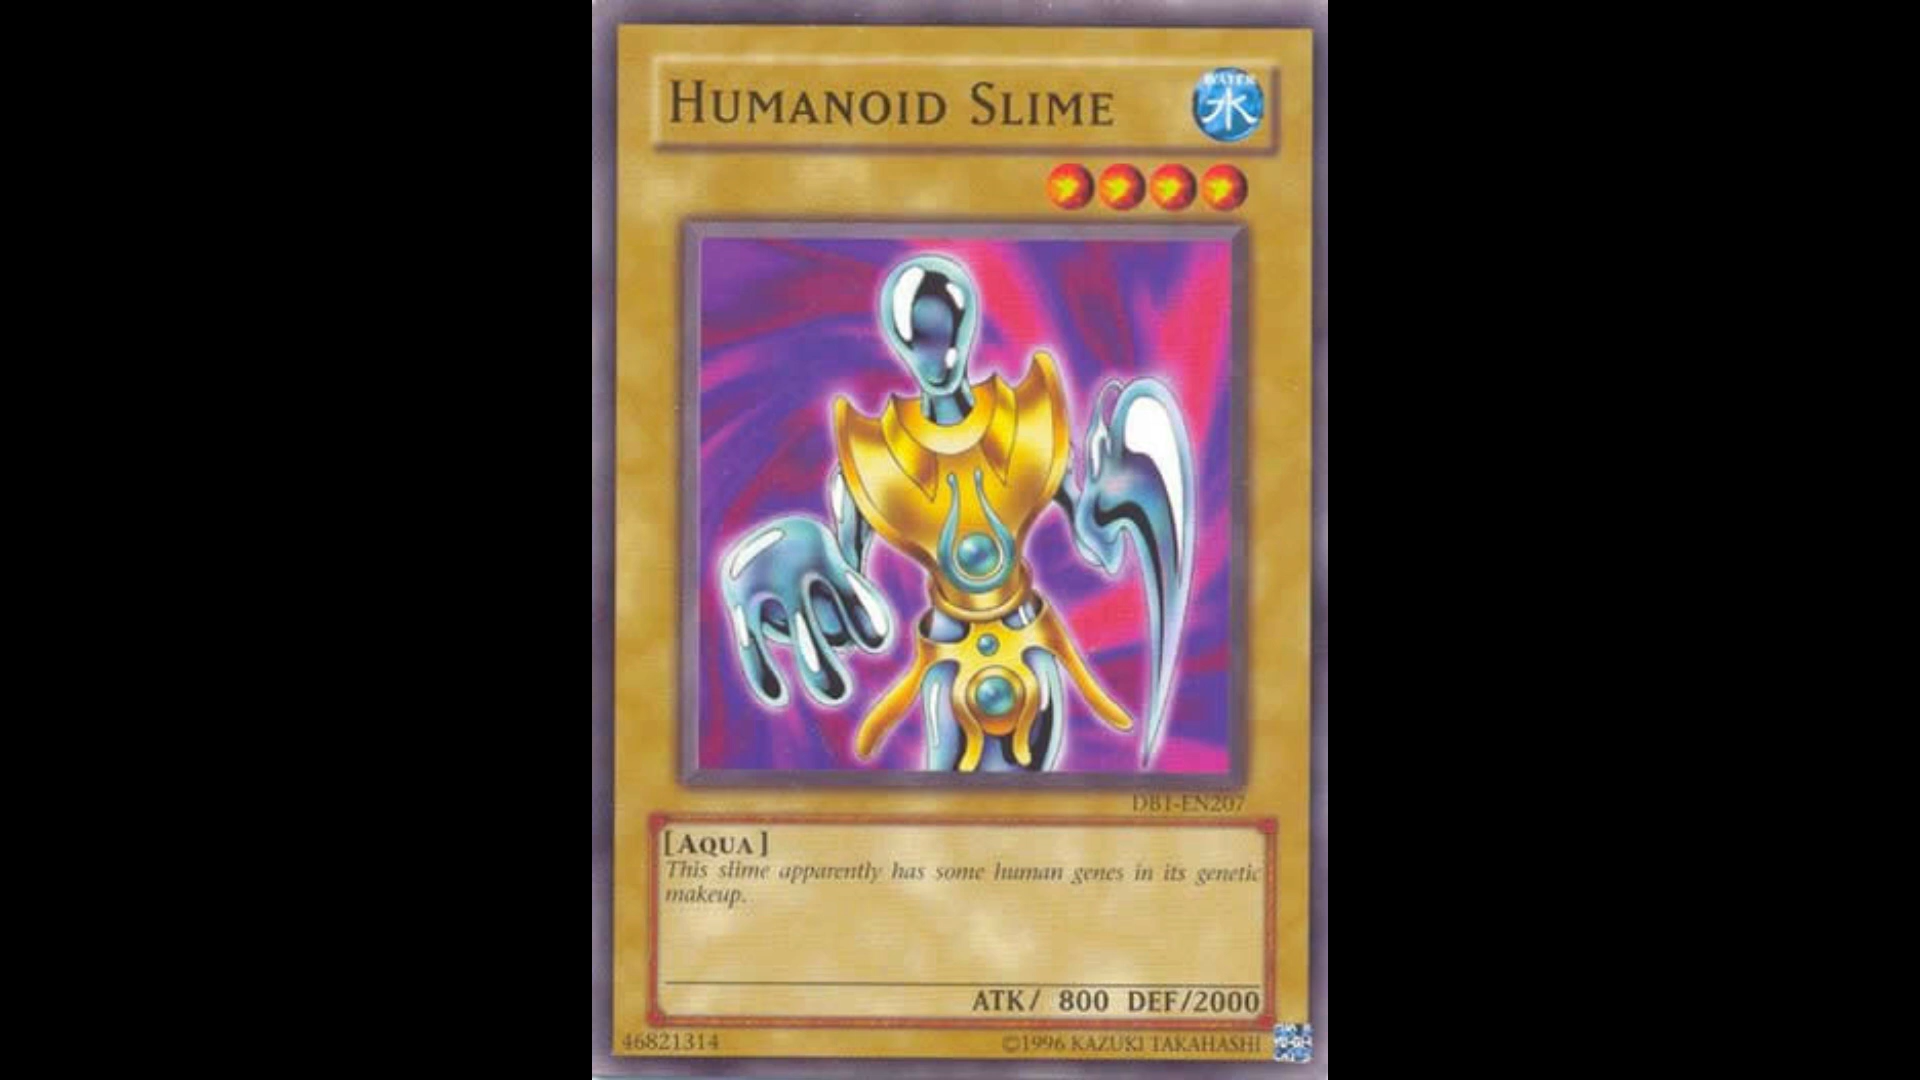 HUMANOID SLIME
WATER
水
DB1-EN207
[AQUA]
This slime apparently has some human genes in its genetic
makeup.
ATK/ 800 DEF/2000
46821314
©1996 KAZUKI TAKAHASHI